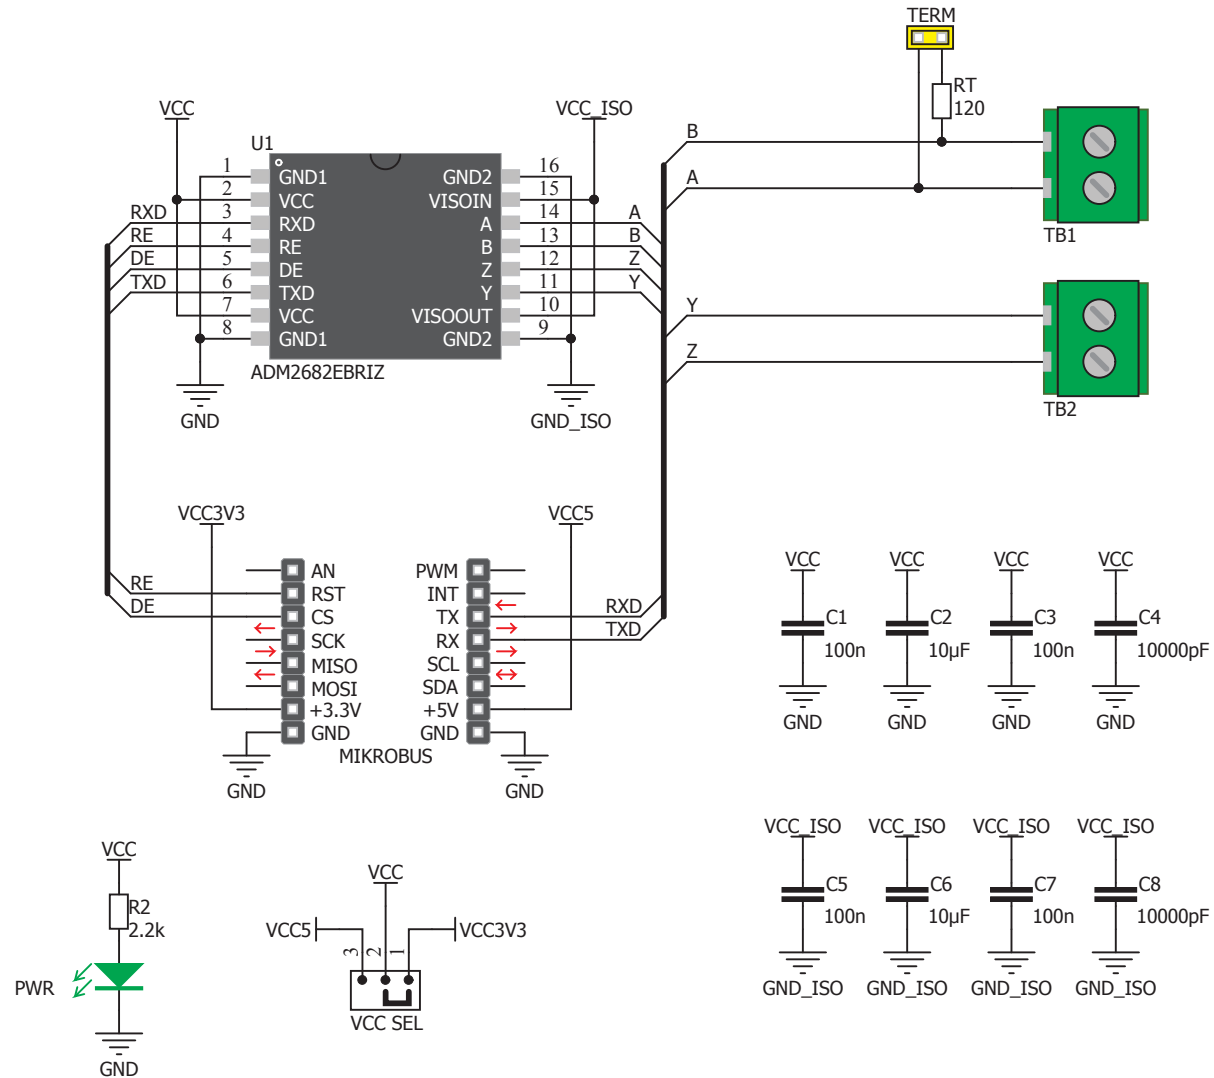 TERM
RT
120
B
A
TB1
Y
Z
TB2
VCC
VCC_ISO
U1
1 GND1 GND2 16
2 VCC VISOIN 15
RXD 3 RXD A 14 A
RE 4 RE B 13 B
DE 5 DE Z 12 Z
TXD 6 TXD Y 11 Y
7 VCC VISOOUT 10
8 GND1 GND2 9
ADM2682EBRIZ
GND
GND_ISO
VCC3V3
VCC5
AN PWM
RE RST INT
DE CS TX RXD
SCK RX TXD
MISO SCL
MOSI SDA
+3.3V +5V
GND GND
MIKROBUS
GND
GND
VCC VCC VCC VCC
C1 C2 C3 C4
100n 10µF 100n 10000pF
GND GND GND GND
VCC_ISO VCC_ISO VCC_ISO VCC_ISO
C5 C6 C7 C8
100n 10µF 100n 10000pF
GND_ISO GND_ISO GND_ISO GND_ISO
VCC
R2
2.2k
PWR
GND
VCC
VCC5 VCC3V3
3 2 1
VCC SEL